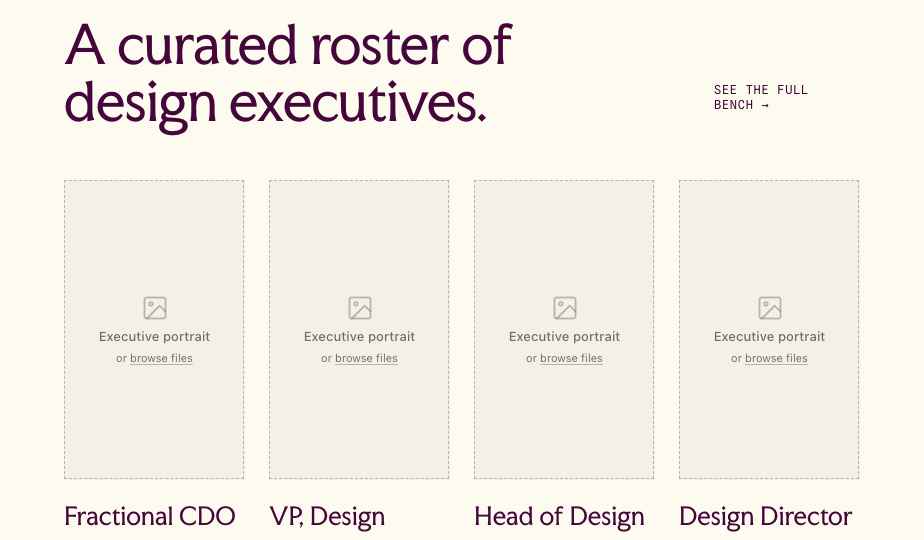 A curated roster of
design executives.
SEE THE FULL
BENCH →
Executive portrait
or browse files
Executive portrait
or browse files
Executive portrait
or browse files
Executive portrait
or browse files
Fractional CDO
VP, Design
Head of Design
Design Director